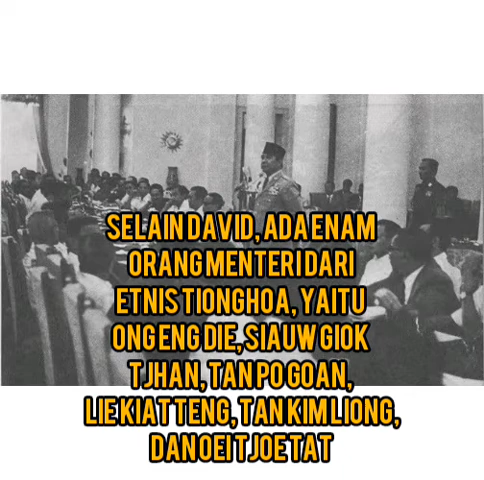 SELAIN DAVID, ADA ENAM
ORANG MENTERI DARI
ETNIS TIONGHOA, YAITU
ONG ENG DIE, SIAUW GIOK
TJHAN, TAN PO GOAN,
LIE KIAT TENG, TAN KIM LIONG,
DAN OEI TJOE TAT